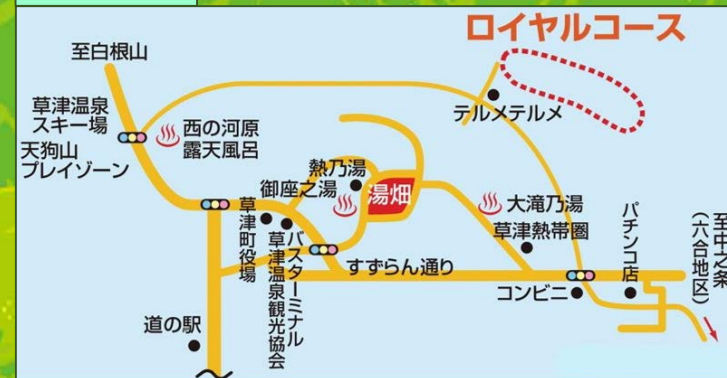 ロイヤルコース
至白根山
テルメテルメ
草津温泉
スキー場
天狗山
プレイゾーン
西の河原
露天風呂
熱乃湯
御座之湯
湯畑
大滝乃湯
草津熱帯圏
パチンコ店
至中之条
(六合地区)
草津町役場
バスターミナル
草津温泉観光協会
すずらん通り
コンビニ
道の駅